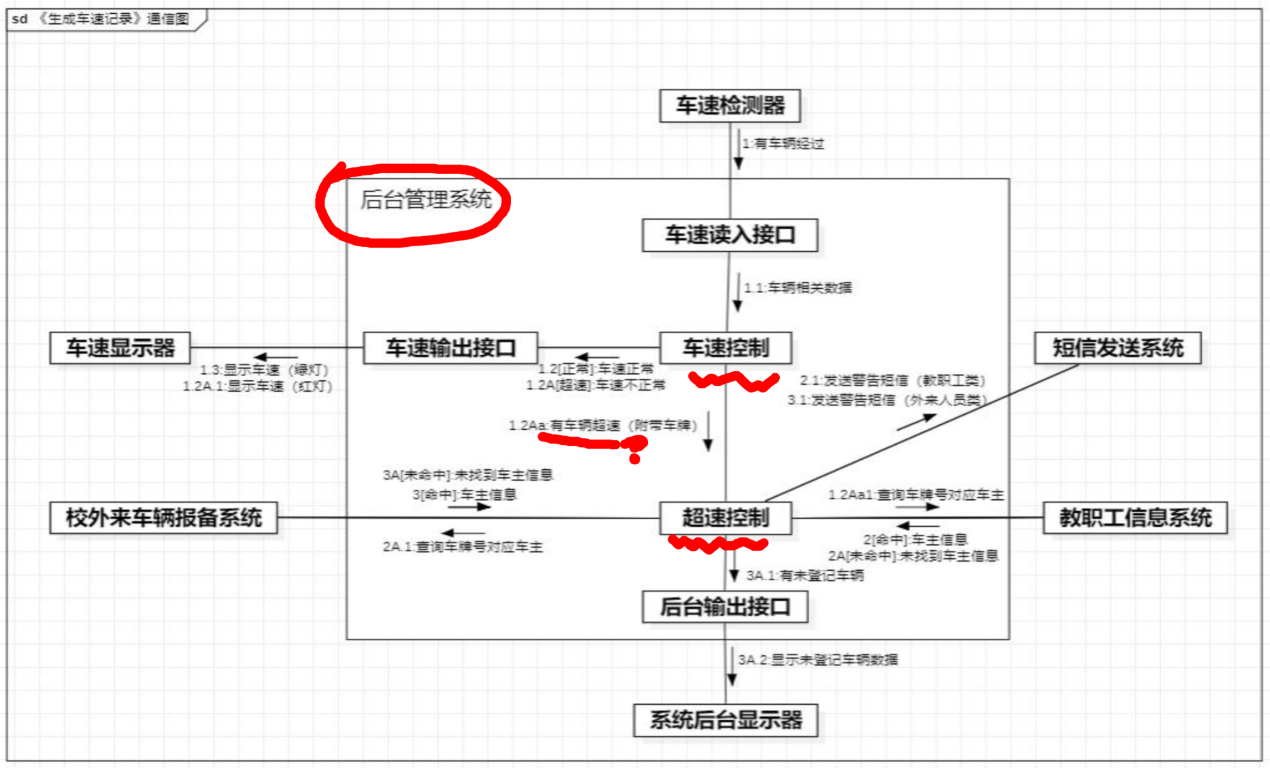 sd 《生成车速记录》通信图
车速检测器
1:有车辆经过
后台管理系统
车速读入接口
1.1:车辆相关数据
车速显示器
车速输出接口
车速控制
短信发送系统
1.3:显示车速（绿灯）
1.2A.1:显示车速（红灯）
1.2[正常]:车速正常
1.2A[超速]:车速不正常
2.1:发送警告短信（教职工类）
3.1:发送警告短信（外来人员类）
1.2Aa:有车辆超速（附带车牌）
3A[未命中]:未找到车主信息
3[命中]:车主信息
1.2Aa1:查询车牌号对应车主
校外来车辆报备系统
超速控制
教职工信息系统
2A.1:查询车牌号对应车主
2[命中]:车主信息
2A[未命中]:未找到车主信息
3A.1:有未登记车辆
后台输出接口
3A.2:显示未登记车辆数据
系统后台显示器